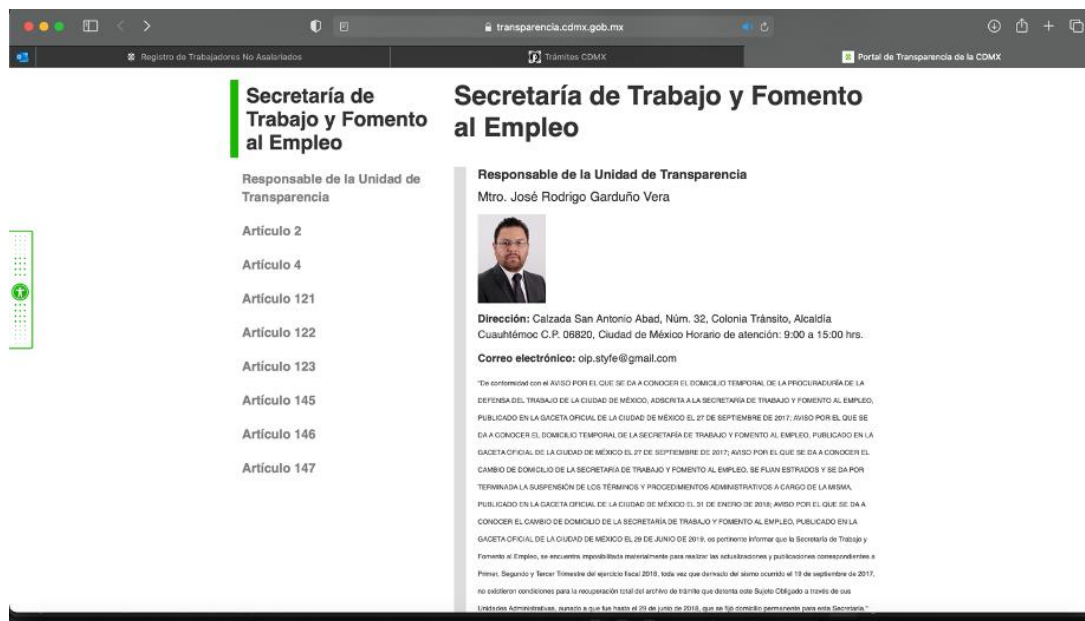 transparencia.cdmx.gob.mx
Registro de Trabajadores No Asalariados
Trámites CDMX
Portal de Transparencia de la CDMX
Secretaría de
Trabajo y Fomento
al Empleo
Responsable de la Unidad de
Transparencia
Artículo 2
Artículo 4
Artículo 121
Artículo 122
Artículo 123
Artículo 145
Artículo 146
Artículo 147
Secretaría de Trabajo y Fomento
al Empleo
Responsable de la Unidad de Transparencia
Mtro. José Rodrigo Garduño Vera
Dirección: Calzada San Antonio Abad, Núm. 32, Colonia Tránsito, Alcaldía
Cuauhtémoc C.P. 06820, Ciudad de México Horario de atención: 9:00 a 15:00 hrs.
Correo electrónico: oip.styfe@gmail.com
"De conformidad con el AVISO POR EL QUE SE DA A CONOCER EL DOMICILIO TEMPORAL DE LA PROCURADURÍA DE LA
DEFENSA DEL TRABAJO DE LA CIUDAD DE MÉXICO, ADSCRITA A LA SECRETARÍA DE TRABAJO Y FOMENTO AL EMPLEO,
PUBLICADO EN LA GACETA OFICIAL DE LA CIUDAD DE MÉXICO EL 27 DE SEPTIEMBRE DE 2017; AVISO POR EL QUE SE
DA A CONOCER EL DOMICILIO TEMPORAL DE LA SECRETARÍA DE TRABAJO Y FOMENTO AL EMPLEO, PUBLICADO EN LA
GACETA OFICIAL DE LA CIUDAD DE MÉXICO EL 27 DE SEPTIEMBRE DE 2017; AVISO POR EL QUE SE DA A CONOCER EL
CAMBIO DE DOMICILIO DE LA SECRETARÍA DE TRABAJO Y FOMENTO AL EMPLEO, SE FIJAN ESTRADOS Y SE DA POR
TERMINADA LA SUSPENSIÓN DE LOS TÉRMINOS Y PROCEDIMIENTOS ADMINISTRATIVOS A CARGO DE LA MISMA,
PUBLICADO EN LA GACETA OFICIAL DE LA CIUDAD DE MÉXICO EL 31 DE ENERO DE 2018; AVISO POR EL QUE SE DA A
CONOCER EL CAMBIO DE DOMICILIO DE LA SECRETARÍA DE TRABAJO Y FOMENTO AL EMPLEO, PUBLICADO EN LA
GACETA OFICIAL DE LA CIUDAD DE MÉXICO EL 29 DE JUNIO DE 2018, es pertinente informar que la Secretaría de Trabajo y
Fomento al Empleo, se encuentra imposibilitada materialmente para realizar las actualizaciones y publicaciones correspondientes a
Primer, Segundo y Tercer Trimestre del ejercicio fiscal 2018, toda vez que derivado del sismo ocurrido el 19 de septiembre de 2017,
no existieron condiciones para la recuperación total del archivo de trámite que detenta este Sujeto Obligado a través de sus
Unidades Administrativas, aunado a que fue hasta el 29 de junio de 2018, que se fijó domicilio permanente para esta Secretaría."